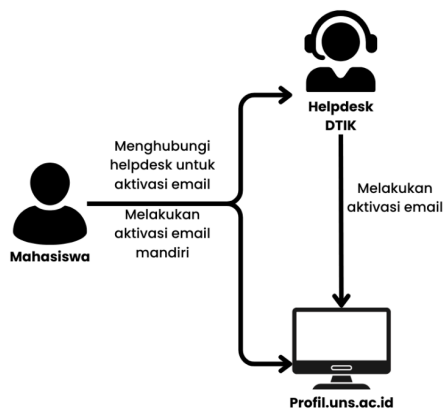 Helpdesk
DTIK
Menghubungi
helpdesk untuk
aktivasi email
Melakukan
aktivasi email
Melakukan
aktivasi email
mandiri
Mahasiswa
Profil.uns.ac.id